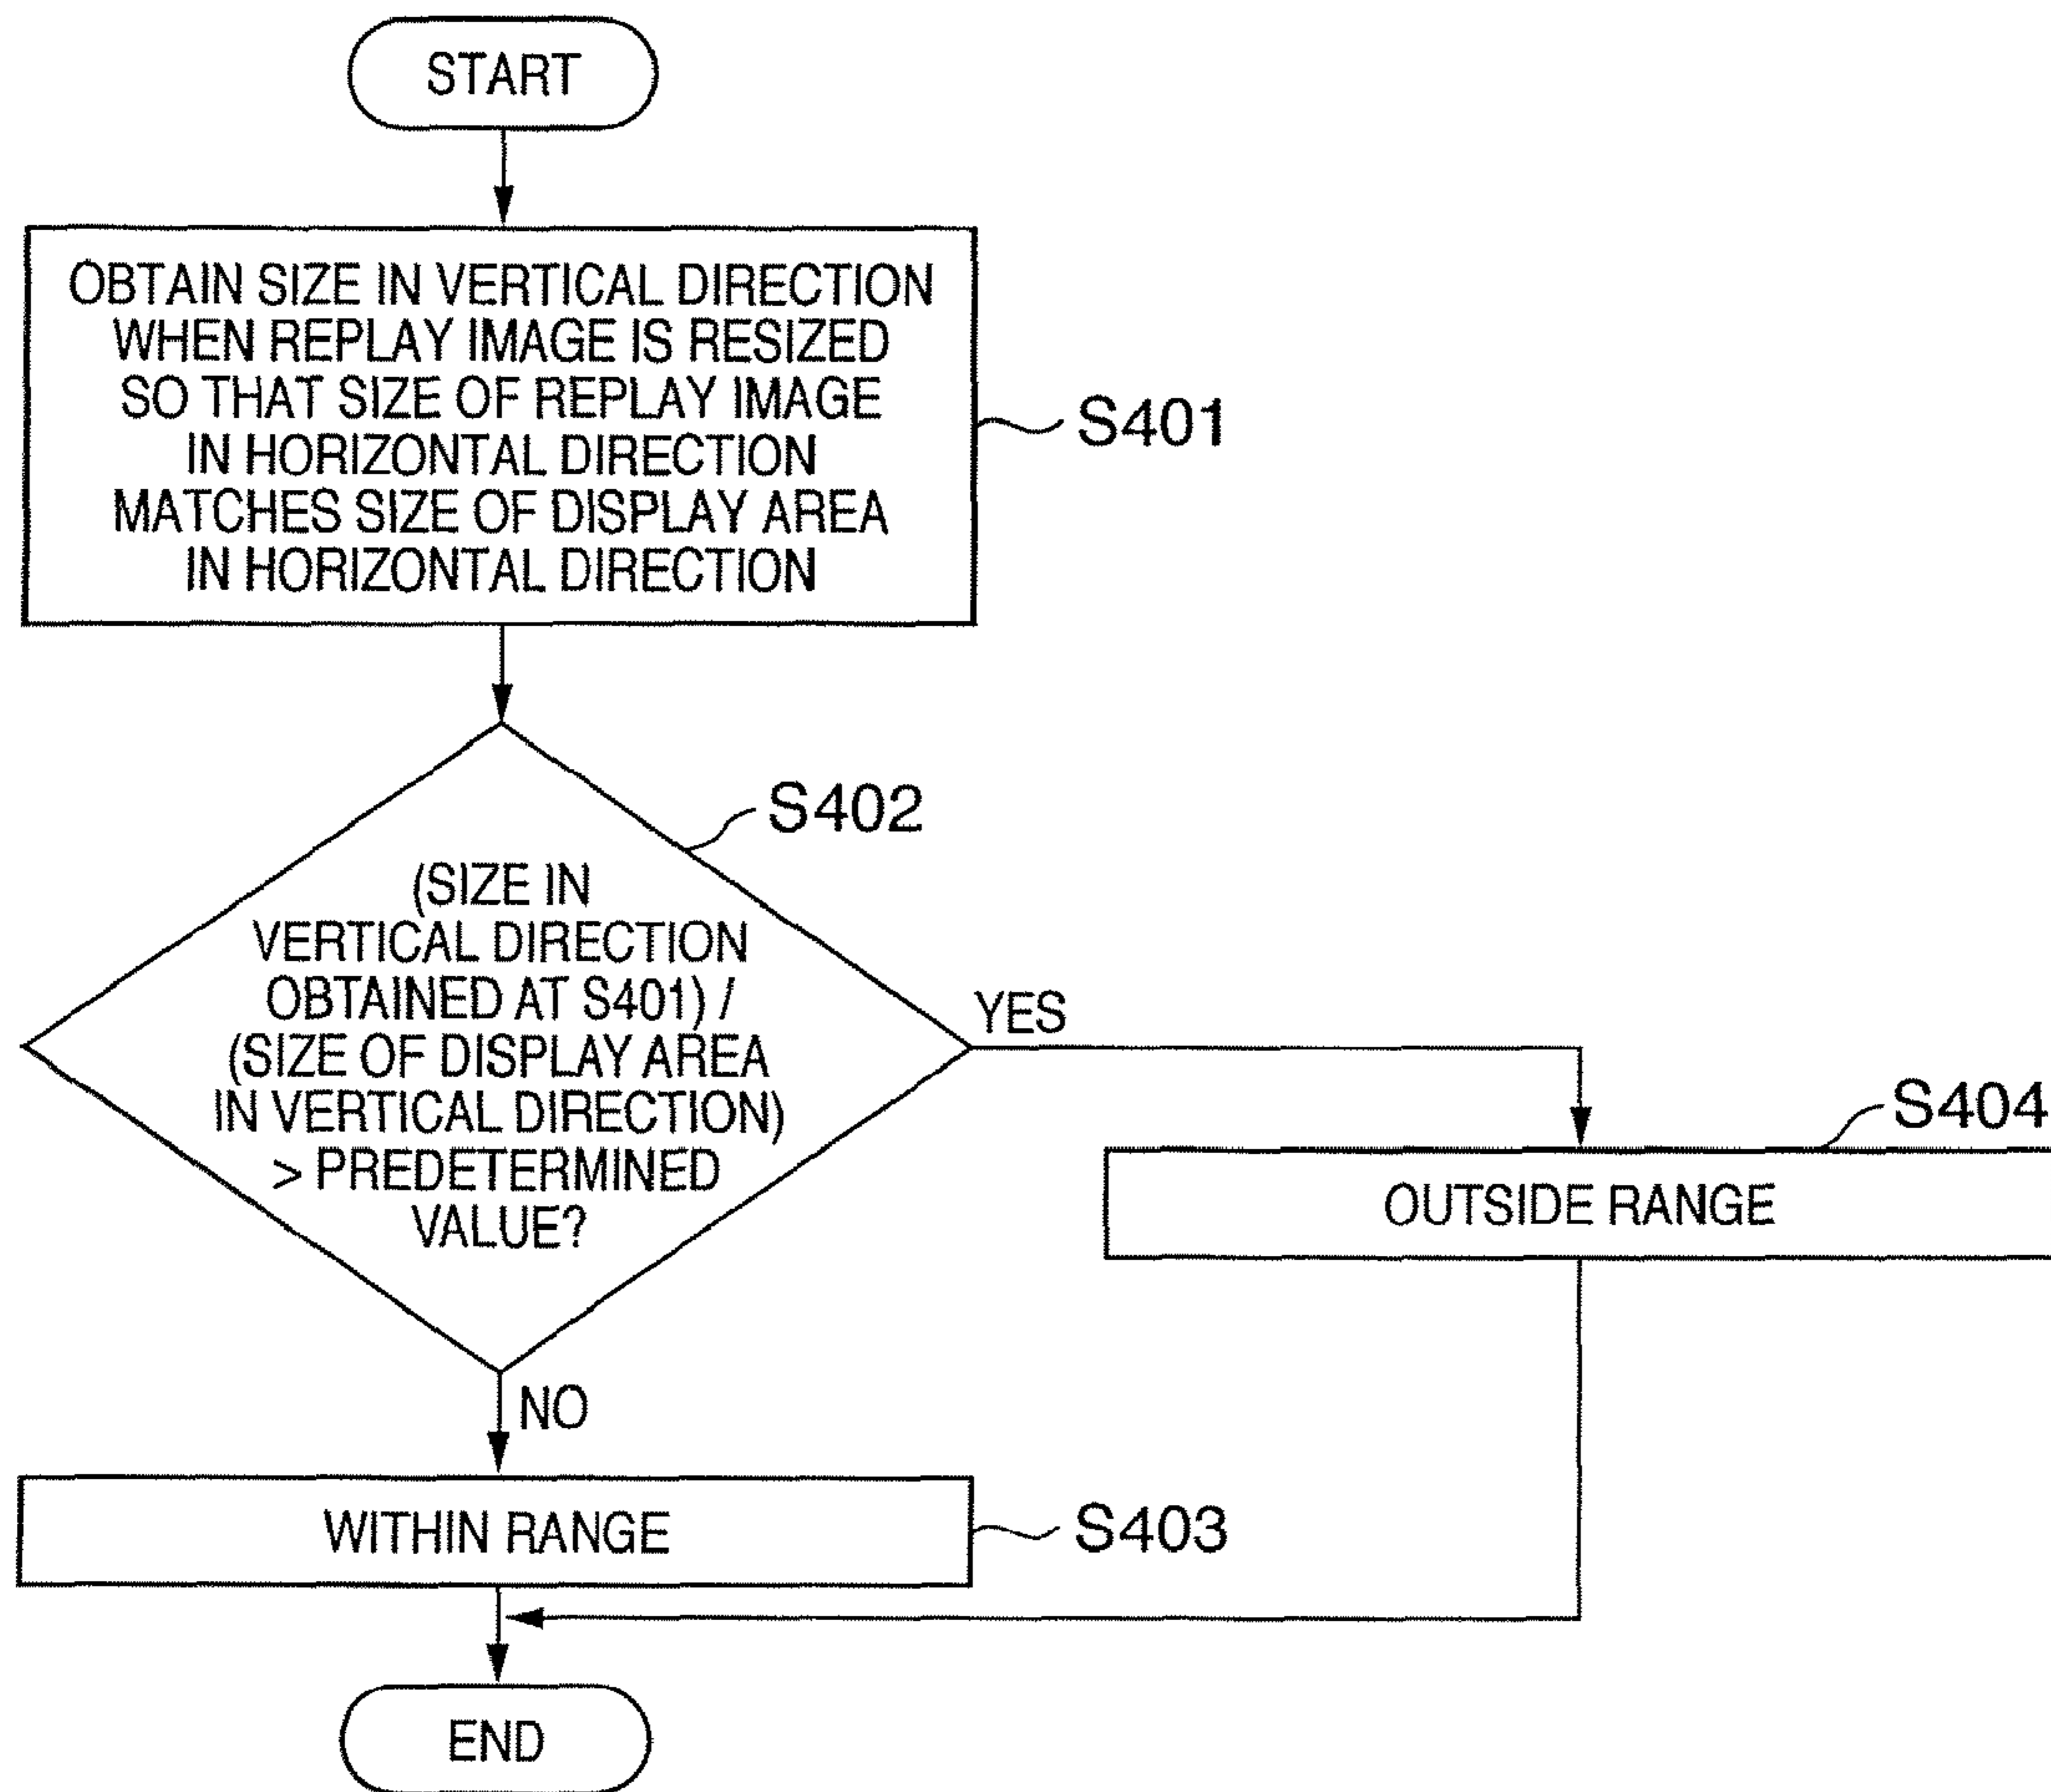 START
OBTAIN SIZE IN VERTICAL DIRECTION
WHEN REPLAY IMAGE IS RESIZED
SO THAT SIZE OF REPLAY IMAGE
IN HORIZONTAL DIRECTION
MATCHES SIZE OF DISPLAY AREA
IN HORIZONTAL DIRECTION
S401
S402
(SIZE IN
VERTICAL DIRECTION
OBTAINED AT S401) /
(SIZE OF DISPLAY AREA
IN VERTICAL DIRECTION)
> PREDETERMINED
VALUE?
YES
S404
OUTSIDE RANGE
NO
WITHIN RANGE
S403
END